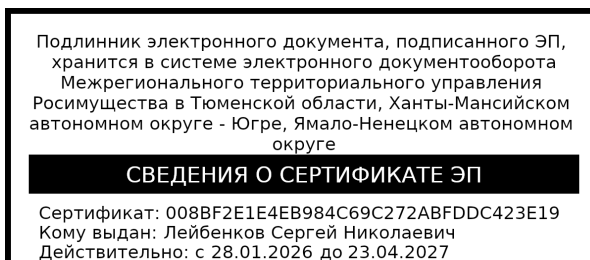 Подлинник электронного документа, подписанного ЭП,
хранится в системе электронного документооборота
Межрегионального территориального управления
Росимущества в Тюменской области, Ханты-Мансийском
автономном округе - Югре, Ямало-Ненецком автономном
округе
СВЕДЕНИЯ О СЕРТИФИКАТЕ ЭП
Сертификат: 008BF2E1E4EB984C69C272ABFDDC423E19
Кому выдан: Лейбенков Сергей Николаевич
Действительно: с 28.01.2026 до 23.04.2027